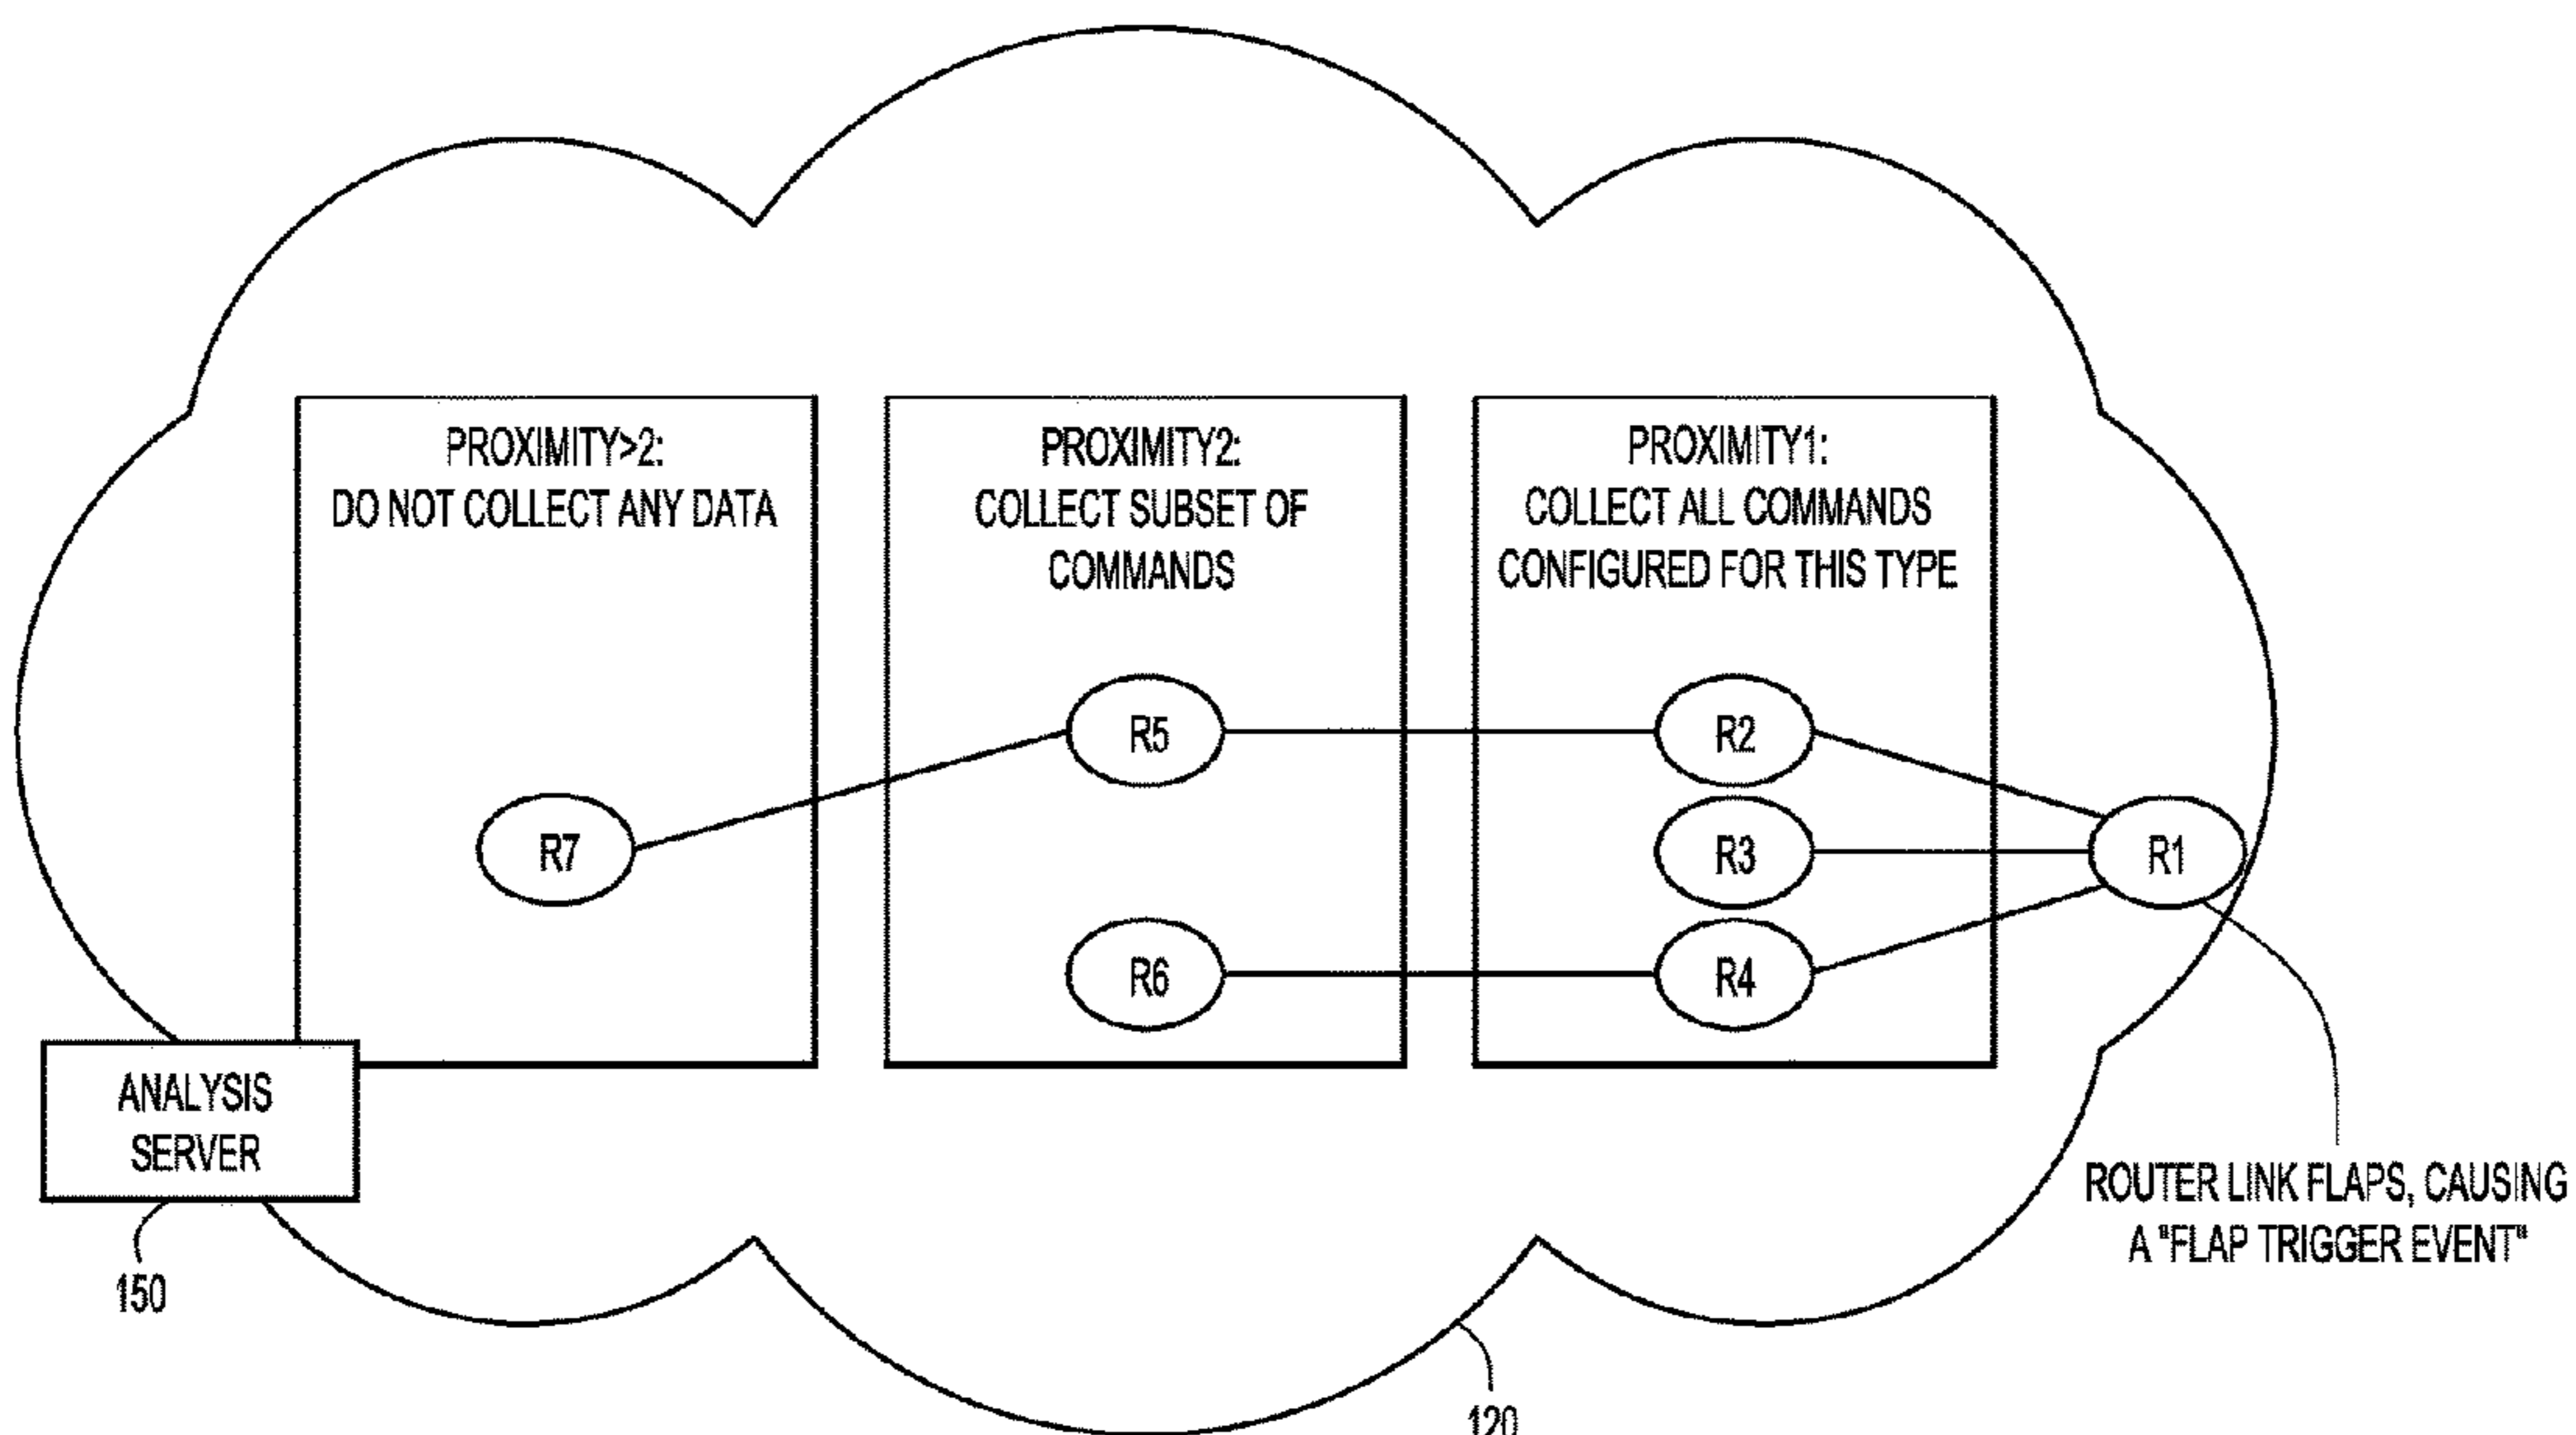 PROXIMITY>2:
DO NOT COLLECT ANY DATA
PROXIMITY2:
COLLECT SUBSET OF
COMMANDS
PROXIMITY1:
COLLECT ALL COMMANDS
CONFIGURED FOR THIS TYPE
R5
R2
R7
R3
R1
R6
R4
ANALYSIS
SERVER
150
ROUTER LINK FLAPS, CAUSING
A "FLAP TRIGGER EVENT"
120